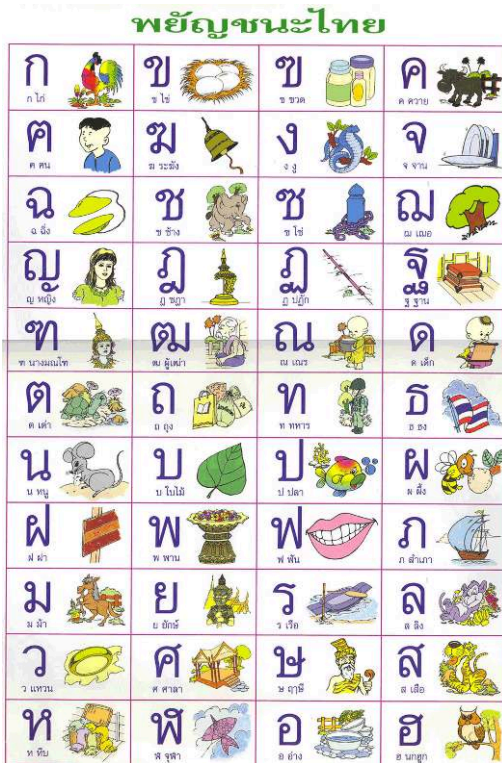 พยัญชนะไทย
ก ข ฃ ค
ก ไก่ ข ไข่ ฃ ขวด ค ควาย
ฅ ฆ ง จ
ฅ คน ฆ ระฆัง ง งู จ จาน
ฉ ช ซ ฌ
ฉ ฉิ่ง ช ช้าง ซ โซ่ ฌ เฌอ
ญ ฎ ฏ ฐ
ญ หญิง ฎ ชฎา ฏ ปฏัก ฐ ฐาน
ฑ ฒ ณ ด
ฑ นางมณโฑ ฒ ผู้เฒ่า ณ เณร ด เด็ก
ต ถ ท ธ
ต เต่า ถ ถุง ท ทหาร ธ ธง
น บ ป ผ
น หนู บ ใบไม้ ป ปลา ผ ผึ้ง
ฝ พ ฟ ภ
ฝ ฝา พ พาน ฟ ฟัน ภ สำเภา
ม ย ร ล
ม ม้า ย ยักษ์ ร เรือ ล ลิง
ว ศ ษ ส
ว แหวน ศ ศาลา ษ ฤๅษี ส เสือ
ห ฬ อ ฮ
ห หีบ ฬ จุฬา อ อ่าง ฮ นกฮูก